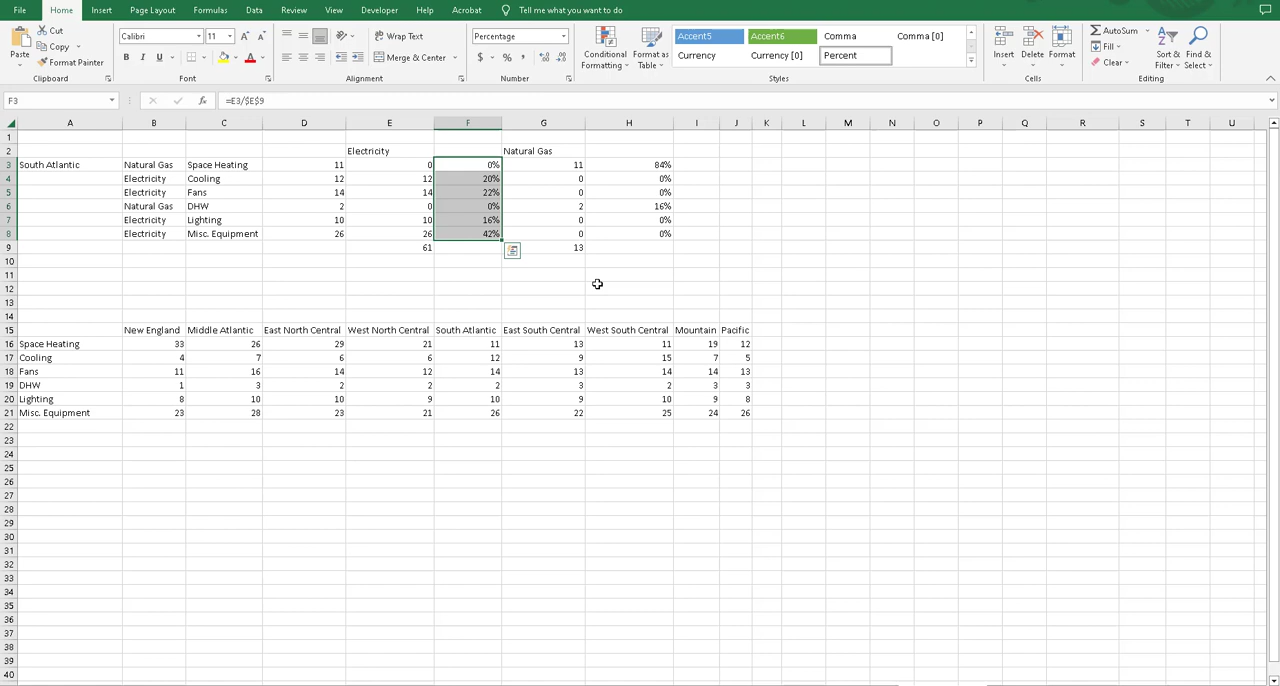 File Home Insert Page Layout Formulas Data Review View Developer Help Acrobat Tell me what you want to do
Cut
Calibri 11 A A Wrap Text Percentage Accent5 Accent6 Comma Comma [0] AutoSum
Copy Fill
Paste Format Painter B I U A Merge & Center $ % , Conditional Formatting Format as Table Currency Currency [0] Percent Insert Delete Format Clear Sort & Filter Find & Select
Clipboard Font Alignment Number Styles Cells Editing
F3 fx =E3/$E$9
A B C D E F G H I J K L M N O P Q R S T U
1
2 Electricity Natural Gas
3 South Atlantic Natural Gas Space Heating 11 0 0% 11 84%
4 Electricity Cooling 12 12 20% 0 0%
5 Electricity Fans 14 14 22% 0 0%
6 Natural Gas DHW 2 0 0% 2 16%
7 Electricity Lighting 10 10 16% 0 0%
8 Electricity Misc. Equipment 26 26 42% 0 0%
9 61 13
10
11
12
13
14
15 New England Middle Atlantic East North Central West North Central South Atlantic East South Central West South Central Mountain Pacific
16 Space Heating 33 26 29 21 11 13 11 19 12
17 Cooling 4 7 6 6 12 9 15 7 5
18 Fans 11 16 14 12 14 13 14 14 13
19 DHW 1 3 2 2 2 3 2 3 3
20 Lighting 8 10 10 9 10 9 10 9 8
21 Misc. Equipment 23 28 23 21 26 22 25 24 26
22
23
24
25
26
27
28
29
30
31
32
33
34
35
36
37
38
39
40